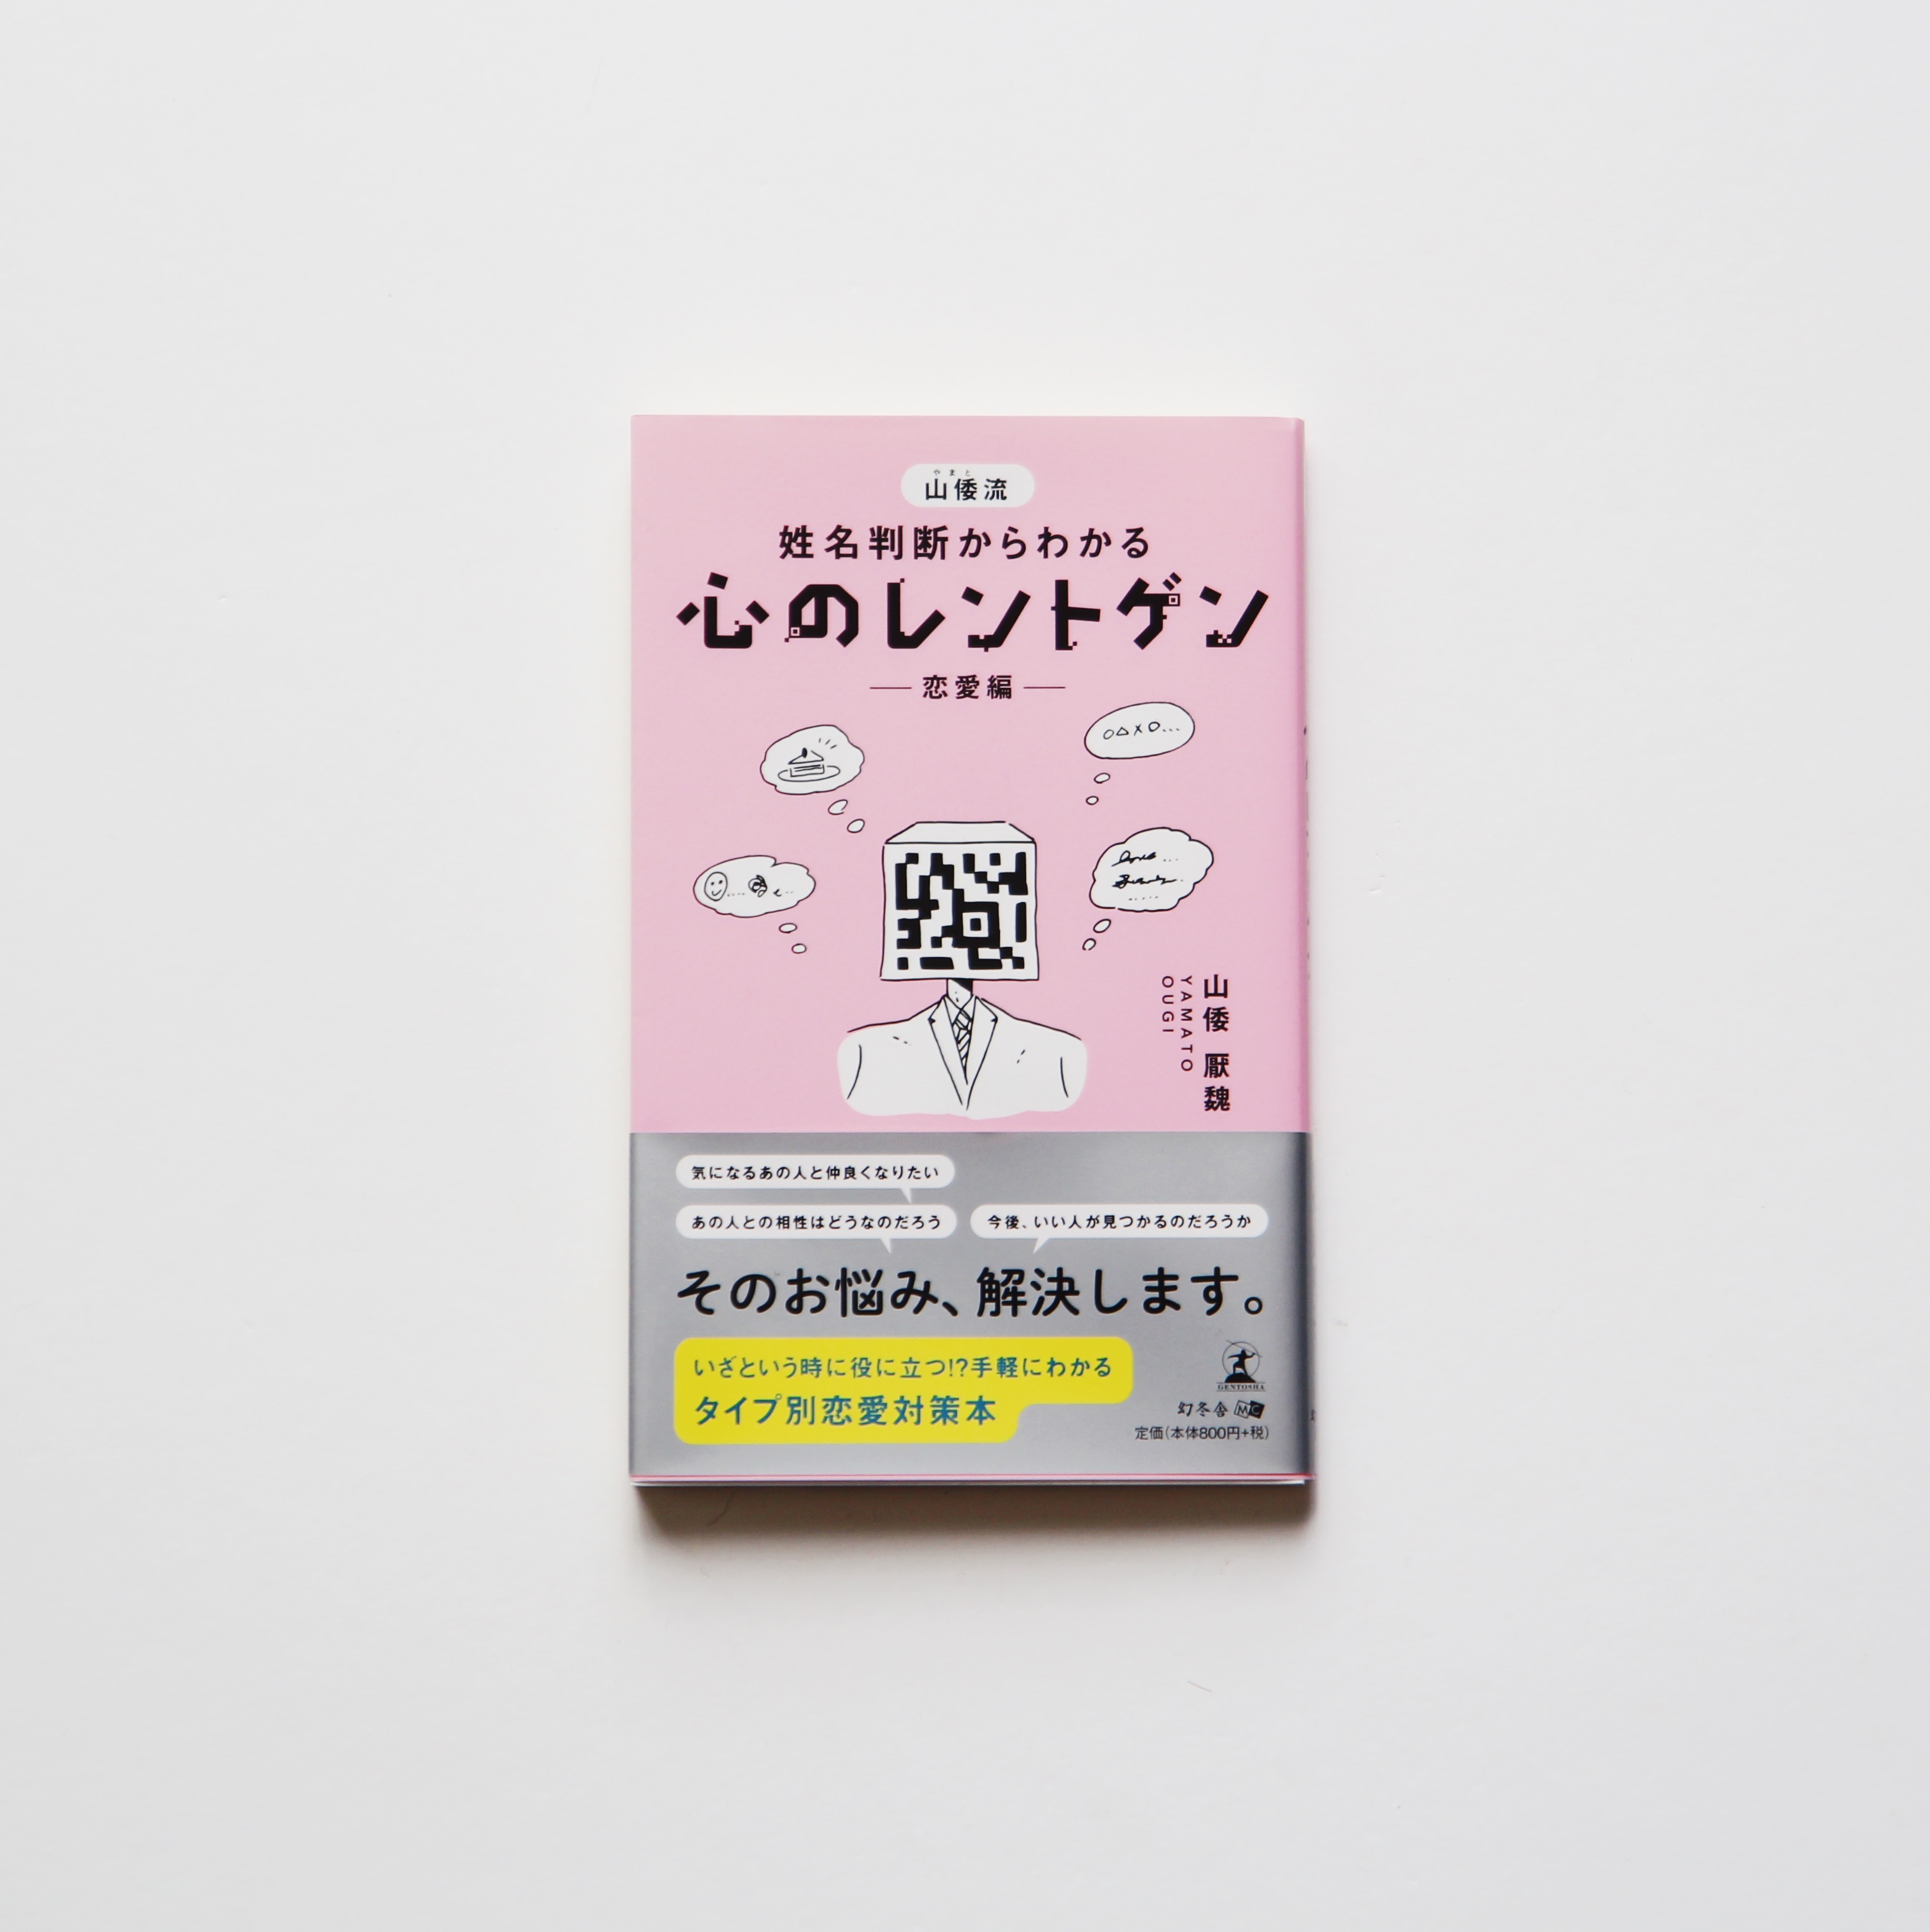 やまと
山倭流
姓名判断からわかる
心のレントゲン
恋愛編
○△×○...
love...
山倭 厭魏
YAMATO
OUGI
気になるあの人と仲良くなりたい
あの人との相性はどうなのだろう
今後、いい人が見つかるのだろうか
そのお悩み、解決します。
いざという時に役に立つ!?手軽にわかる
タイプ別恋愛対策本
GENTOSHA
幻冬舎 MC
定価(本体800円+税)